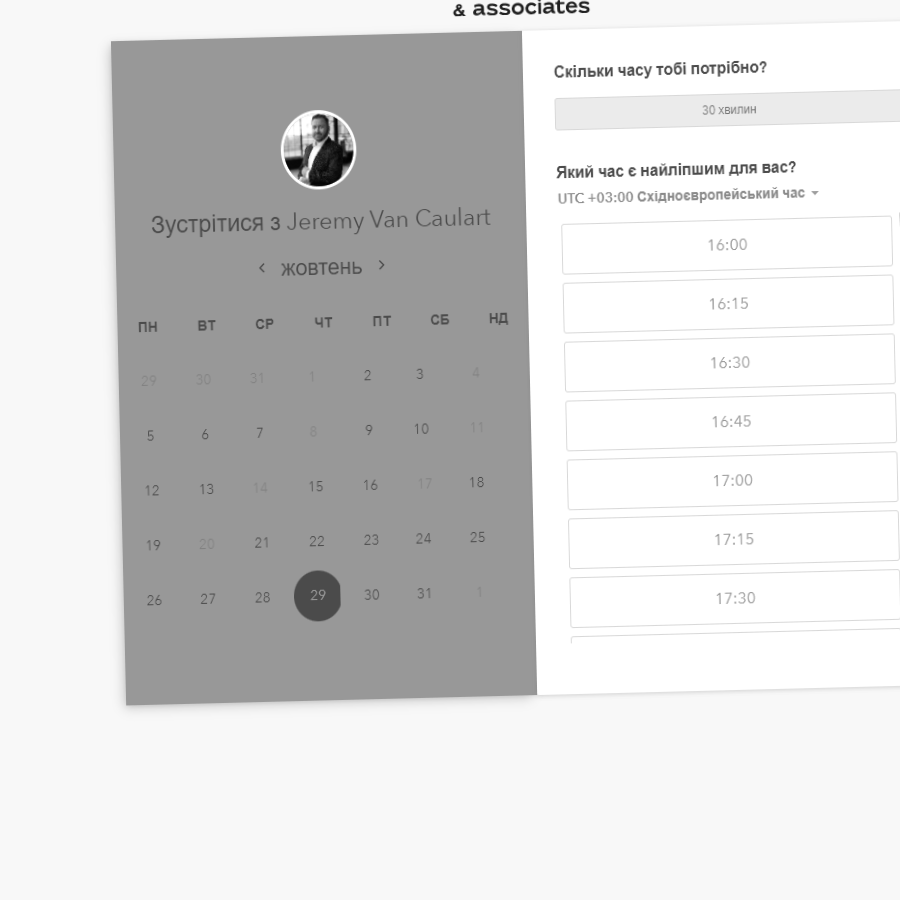 & associates
Зустрітися з Jeremy Van Caulart
жовтень
ПН ВТ СР ЧТ ПТ СБ НД
29 30 31 1 2 3 4
5 6 7 8 9 10 11
12 13 14 15 16 17 18
19 20 21 22 23 24 25
26 27 28 29 30 31 1
Скільки часу тобі потрібно?
30 хвилин
Який час є найліпшим для вас?
UTC +03:00 Східноєвропейський час
16:00
16:15
16:30
16:45
17:00
17:15
17:30